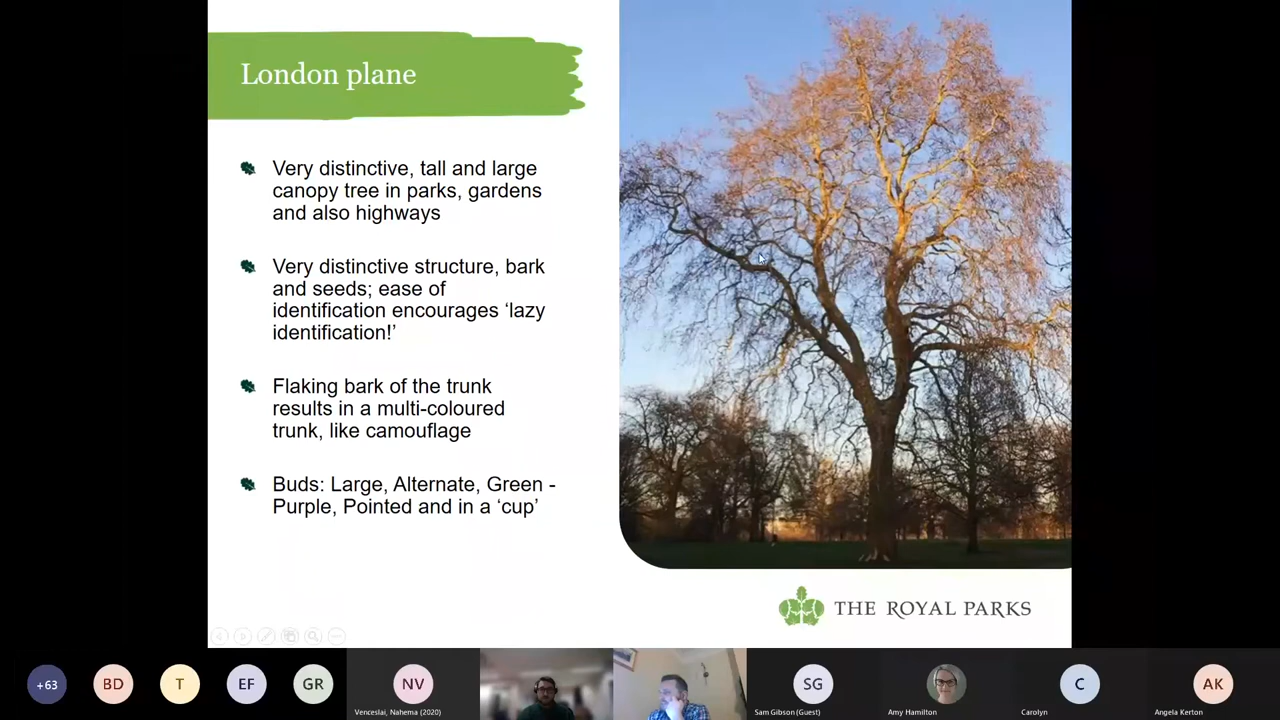 London plane
Very distinctive, tall and large
canopy tree in parks, gardens
and also highways
Very distinctive structure, bark
and seeds; ease of
identification encourages ‘lazy
identification!’
Flaking bark of the trunk
results in a multi-coloured
trunk, like camouflage
Buds: Large, Alternate, Green -
Purple, Pointed and in a ‘cup’
THE ROYAL PARKS
+63
BD
T
EF
GR
NV
SG
C
AK
Venceslai, Nahema (2020)
Sam Gibson (Guest)
Amy Hamilton
Carolyn
Angela Kerton